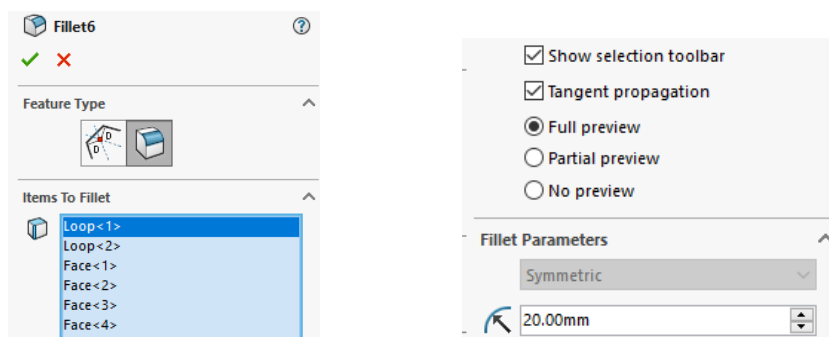 Fillet6
Feature Type
Items To Fillet
Loop<1>
Loop<2>
Face<1>
Face<2>
Face<3>
Face<4>
Show selection toolbar
Tangent propagation
Full preview
Partial preview
No preview
Fillet Parameters
Symmetric
20.00mm